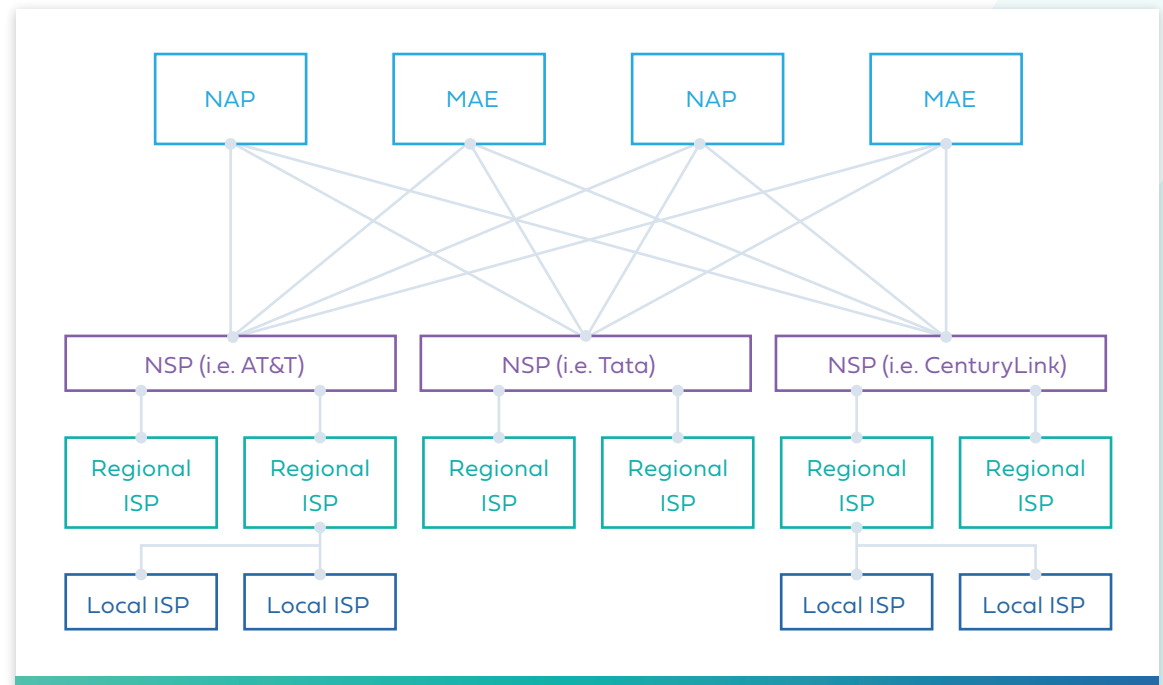 NAP
MAE
NAP
MAE
NSP (i.e. AT&T)
NSP (i.e. Tata)
NSP (i.e. CenturyLink)
Regional
ISP
Regional
ISP
Regional
ISP
Regional
ISP
Regional
ISP
Regional
ISP
Local ISP
Local ISP
Local ISP
Local ISP